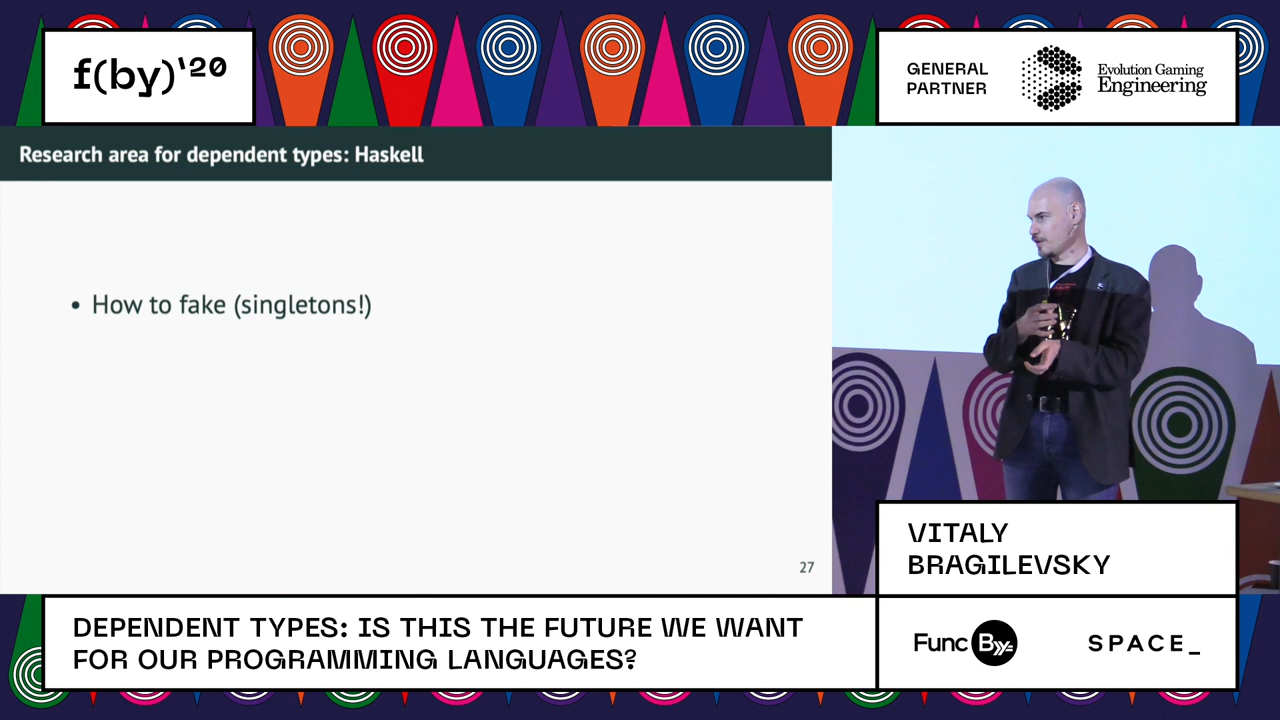 f(by)'20
GENERAL
PARTNER
Evolution Gaming
Engineering
Research area for dependent types: Haskell
• How to fake (singletons!)
27
VITALY
BRAGILEVSKY
DEPENDENT TYPES: IS THIS THE FUTURE WE WANT
FOR OUR PROGRAMMING LANGUAGES?
Func By
SPACE_